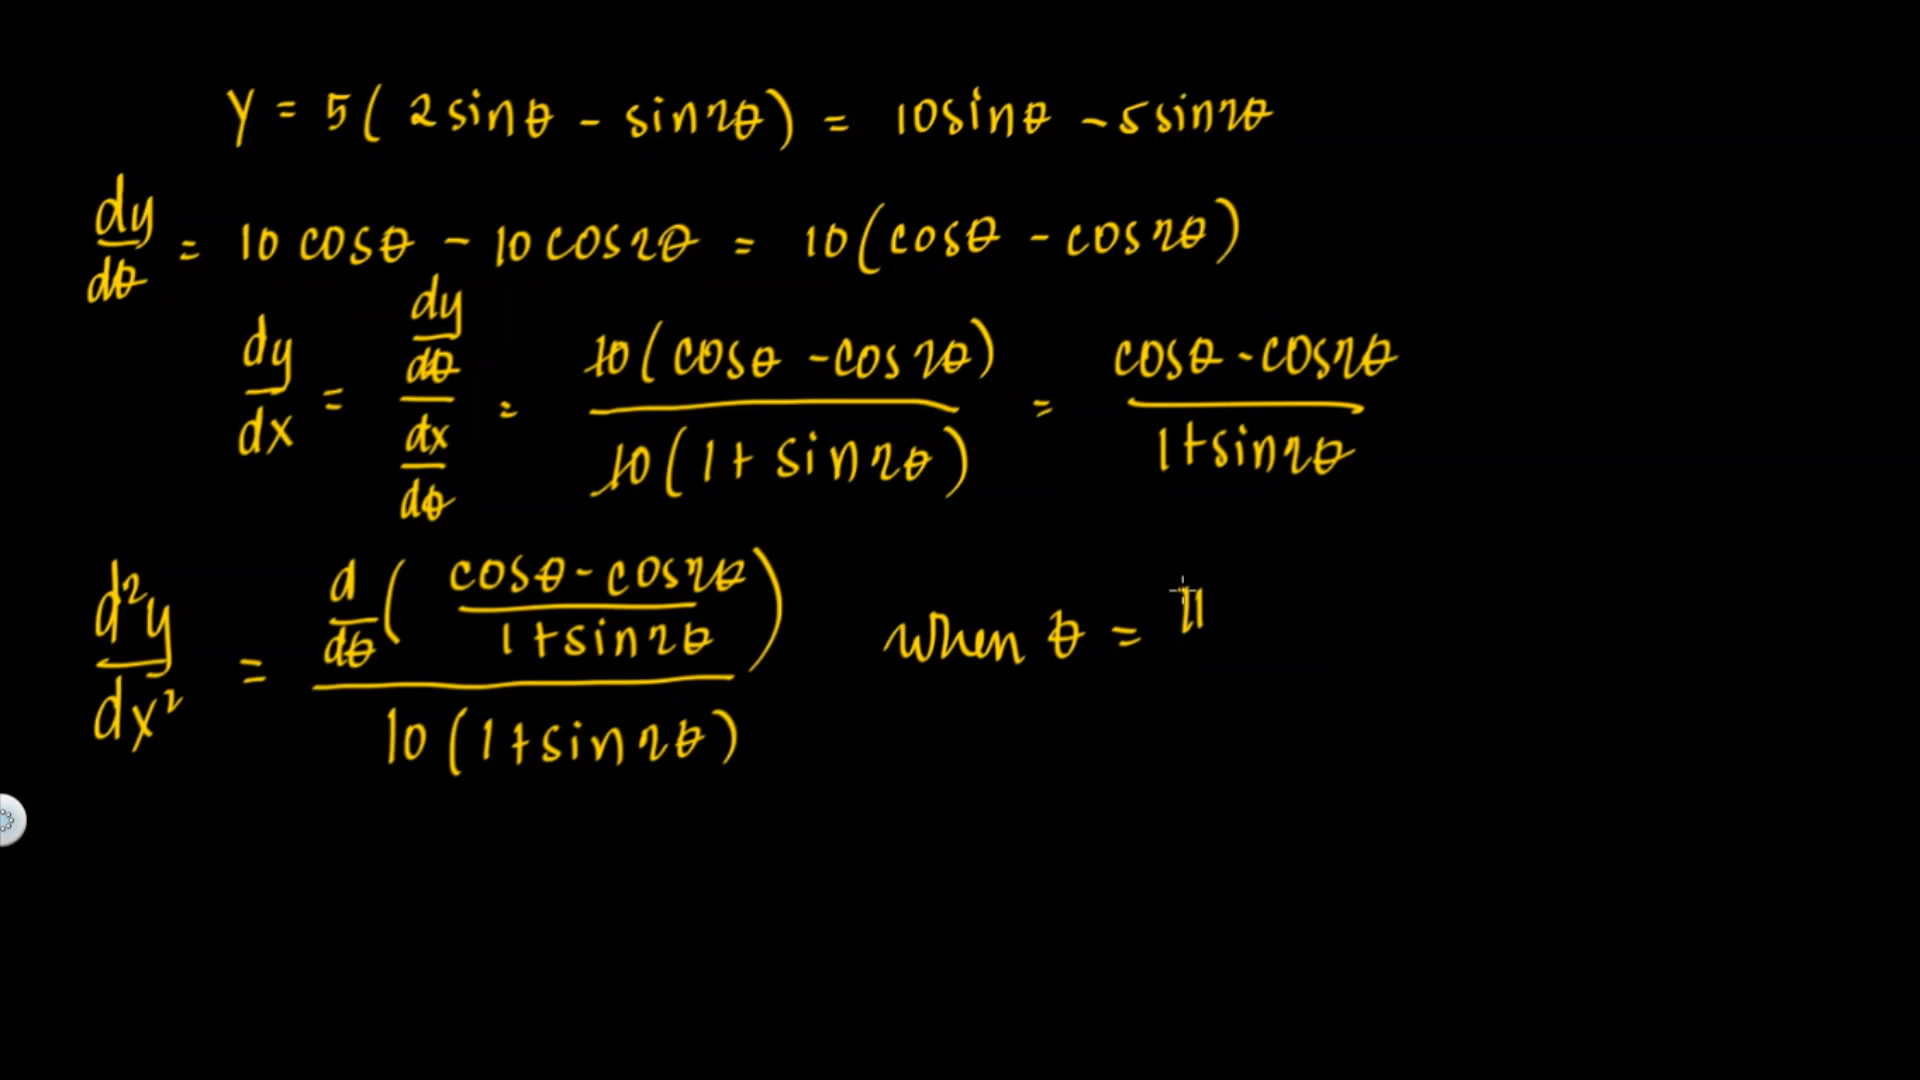 y = 5( 2sinθ - sin2θ) = 10sinθ - 5sin2θ
dy/dθ = 10 cosθ - 10 cos2θ = 10(cosθ - cos2θ)
dy/dx = (dy/dθ)/(dx/dθ) = 10(cosθ - cos2θ)/10(1 + sin2θ) = (cosθ - cos2θ)/(1 + sin2θ)
d²y/dx² = d/dθ((cosθ - cos2θ)/(1 + sin2θ))/10(1 + sin2θ) when θ =